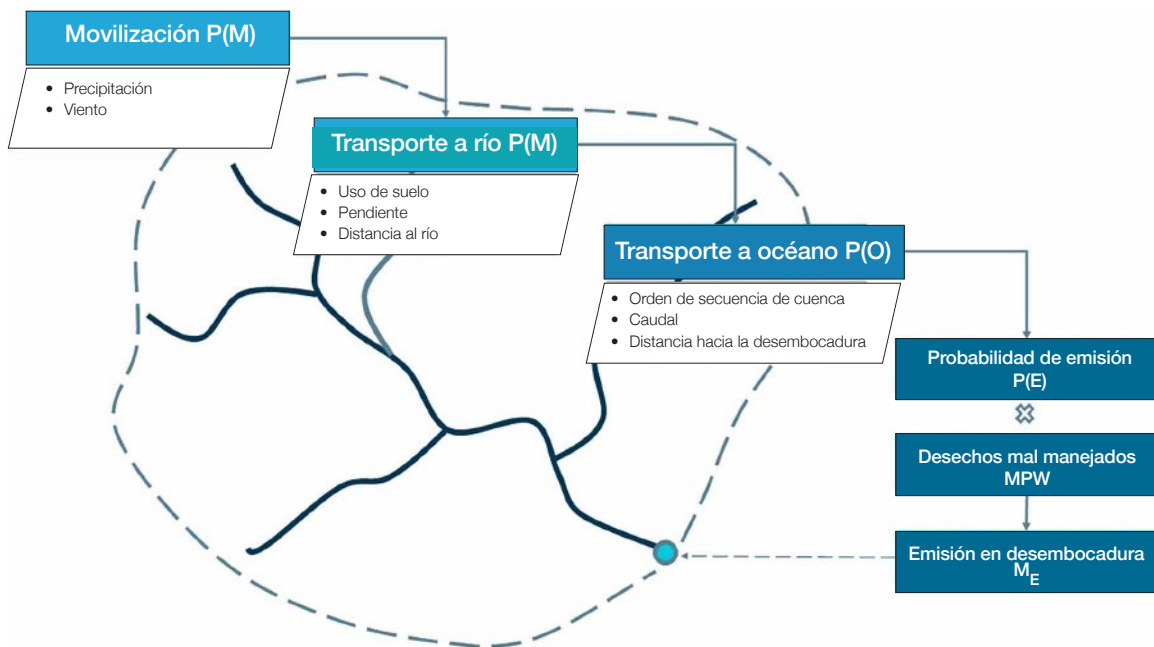 Movilización P(M)
• Precipitación
• Viento
Transporte a río P(M)
• Uso de suelo
• Pendiente
• Distancia al río
Transporte a océano P(O)
• Orden de secuencia de cuenca
• Caudal
• Distancia hacia la desembocadura
Probabilidad de emisión
P(E)
Desechos mal manejados
MPW
Emisión en desembocadura
M_E